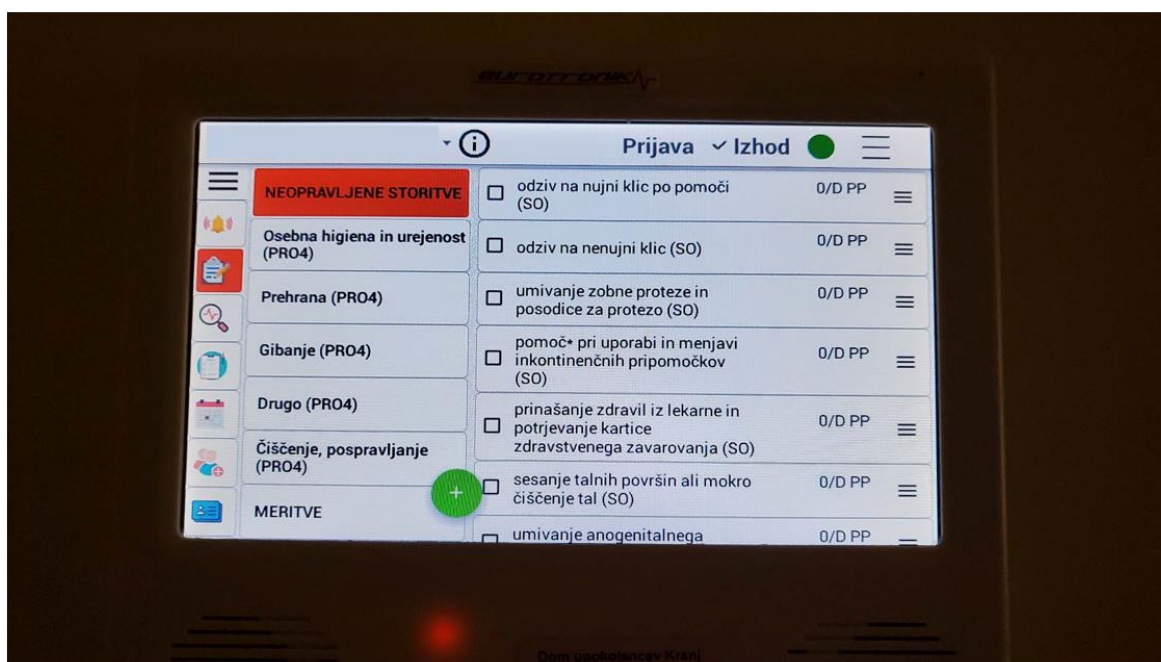 eurotronik
Prijava ✓ Izhod
NEOPRAVLJENE STORITVE
Osebna higiena in urejenost
(PRO4)
Prehrana (PRO4)
Gibanje (PRO4)
Drugo (PRO4)
Čiščenje, pospravljanje
(PRO4)
MERITVE
odziv na nujni klic po pomoči
(SO)
0/D PP
odziv na nenujni klic (SO)
0/D PP
umivanje zobne proteze in
posodice za protezo (SO)
0/D PP
pomoč* pri uporabi in menjavi
inkontinenčnih pripomočkov
(SO)
0/D PP
prinašanje zdravil iz lekarne in
potrjevanje kartice
zdravstvenega zavarovanja (SO)
0/D PP
sesanje talnih površin ali mokro
čiščenje tal (SO)
0/D PP
umivanje anogenitalnega
0/D PP
Dom upokojencev Kranj